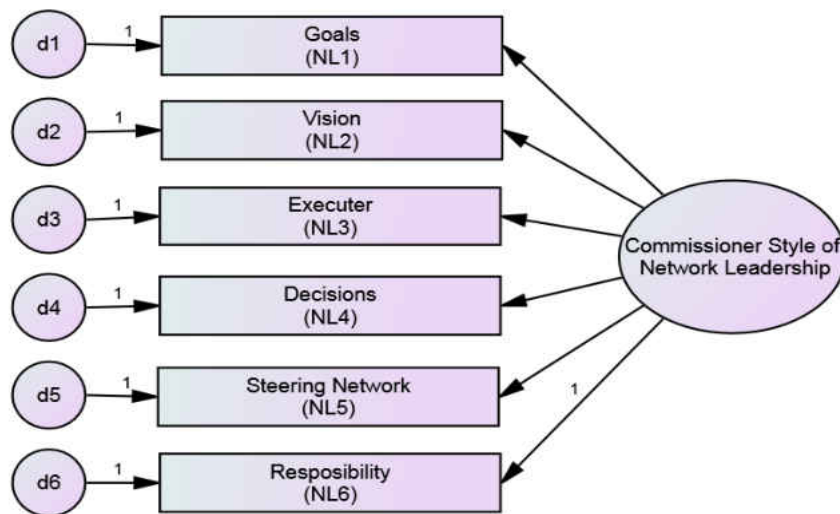 d1
1
Goals
(NL1)
d2
1
Vision
(NL2)
d3
1
Executer
(NL3)
Commissioner Style of
Network Leadership
d4
1
Decisions
(NL4)
d5
1
Steering Network
(NL5)
1
d6
1
Resposibility
(NL6)